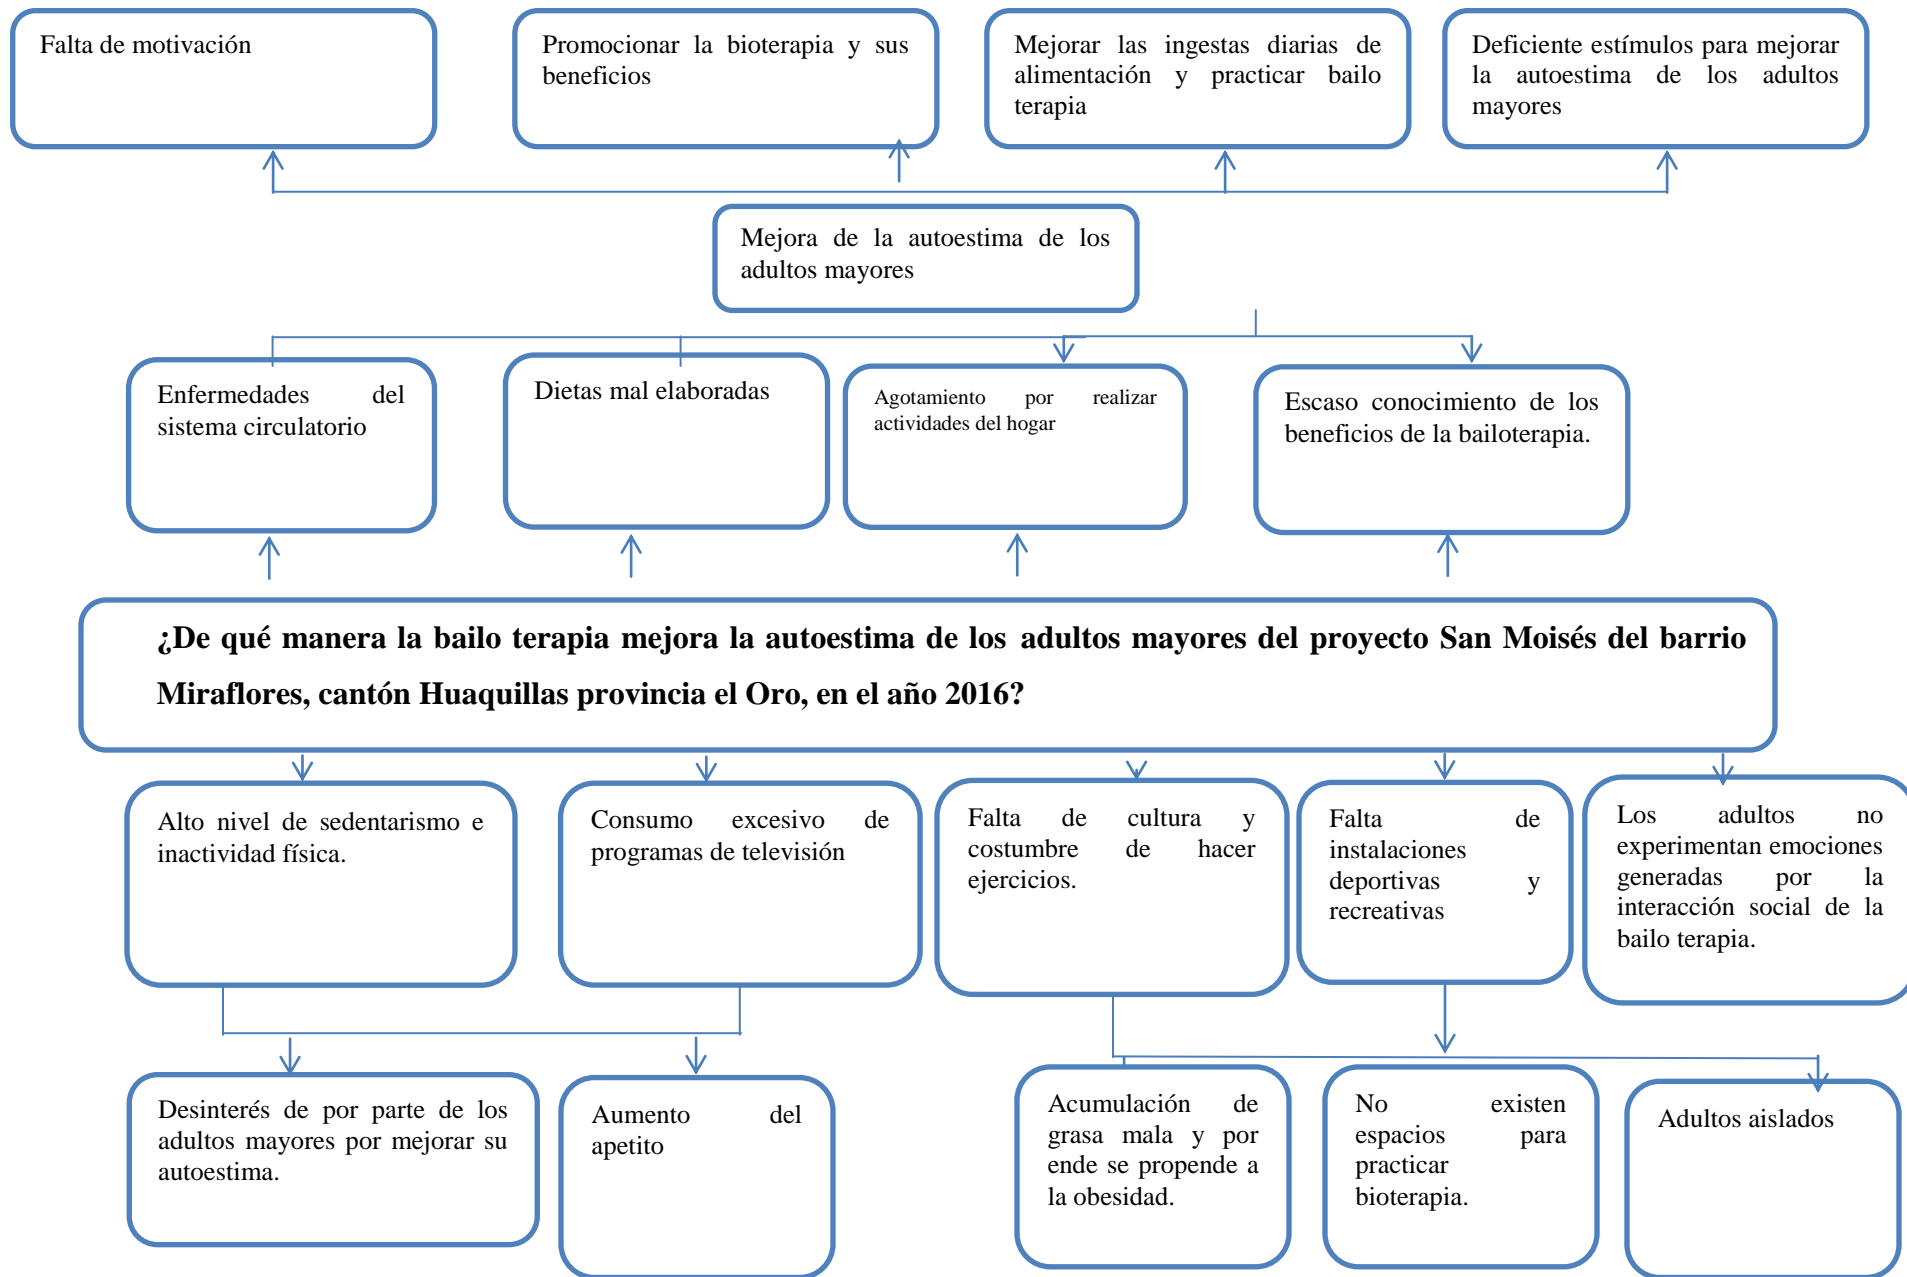 Falta de motivación
Promocionar la bioterapia y sus
beneficios
Mejorar las ingestas diarias de
alimentación y practicar bailo
terapia
Deficiente estímulos para mejorar
la autoestima de los adultos
mayores
Mejora de la autoestima de los
adultos mayores
Enfermedades del
sistema circulatorio
Dietas mal elaboradas
Agotamiento por realizar
actividades del hogar
Escaso conocimiento de los
beneficios de la bailoterapia.
¿De qué manera la bailo terapia mejora la autoestima de los adultos mayores del proyecto San Moisés del barrio
Miraflores, cantón Huaquillas provincia el Oro, en el año 2016?
Alto nivel de sedentarismo e
inactividad física.
Consumo excesivo de
programas de televisión
Falta de cultura y
costumbre de hacer
ejercicios.
Falta de
instalaciones
deportivas y
recreativas
Los adultos no
experimentan emociones
generadas por la
interacción social de la
bailo terapia.
Desinterés de por parte de los
adultos mayores por mejorar su
autoestima.
Aumento del
apetito
Acumulación de
grasa mala y por
ende se propende a
la obesidad.
No existen
espacios para
practicar
bioterapia.
Adultos aislados